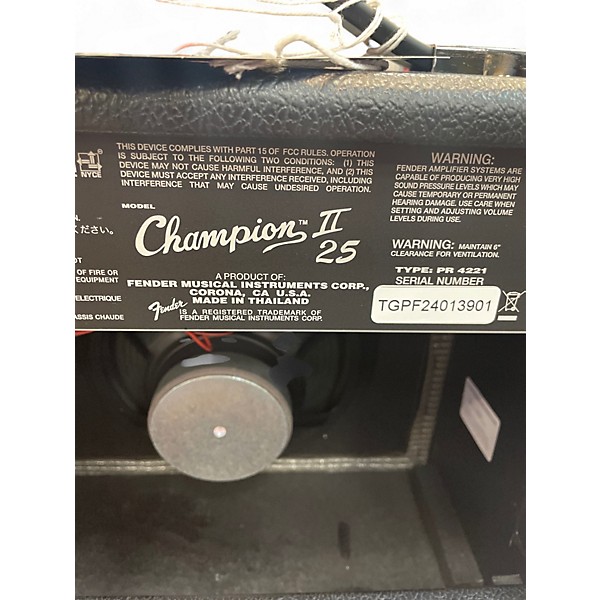 NYCE
THIS DEVICE COMPLIES WITH PART 15 OF FCC RULES. OPERATION
IS SUBJECT TO THE FOLLOWING TWO CONDITIONS: (1) THIS
DEVICE MAY NOT CAUSE HARMFUL INTERFERENCE, AND (2) THIS
DEVICE MUST ACCEPT ANY INTERFERENCE RECEIVED, INCLUDING
INTERFERENCE THAT MAY CAUSE UNDESIRED OPERATION.
MODEL
Champion™ II
25
A PRODUCT OF:
FENDER MUSICAL INSTRUMENTS CORP.,
CORONA, CA U.S.A.
MADE IN THAILAND
Fender IS A REGISTERED TRADEMARK OF
FENDER MUSICAL INSTRUMENTS CORP.
N.
ください。
OT
OF FIRE OR
EQUIPMENT
ELECTRIQUE
ASSIS CHAUDE
WARNING:
FENDER AMPLIFIER SYSTEMS ARE
CAPABLE OF PRODUCING VERY HIGH
SOUND PRESSURE LEVELS WHICH MAY
CAUSE TEMPORARY OR PERMANENT
HEARING DAMAGE. USE CARE WHEN
SETTING AND ADJUSTING VOLUME
LEVELS DURING USE.
WARNING: MAINTAIN 6"
CLEARANCE FOR VENTILATION.
TYPE: PR 4221
SERIAL NUMBER
TGPF24013901